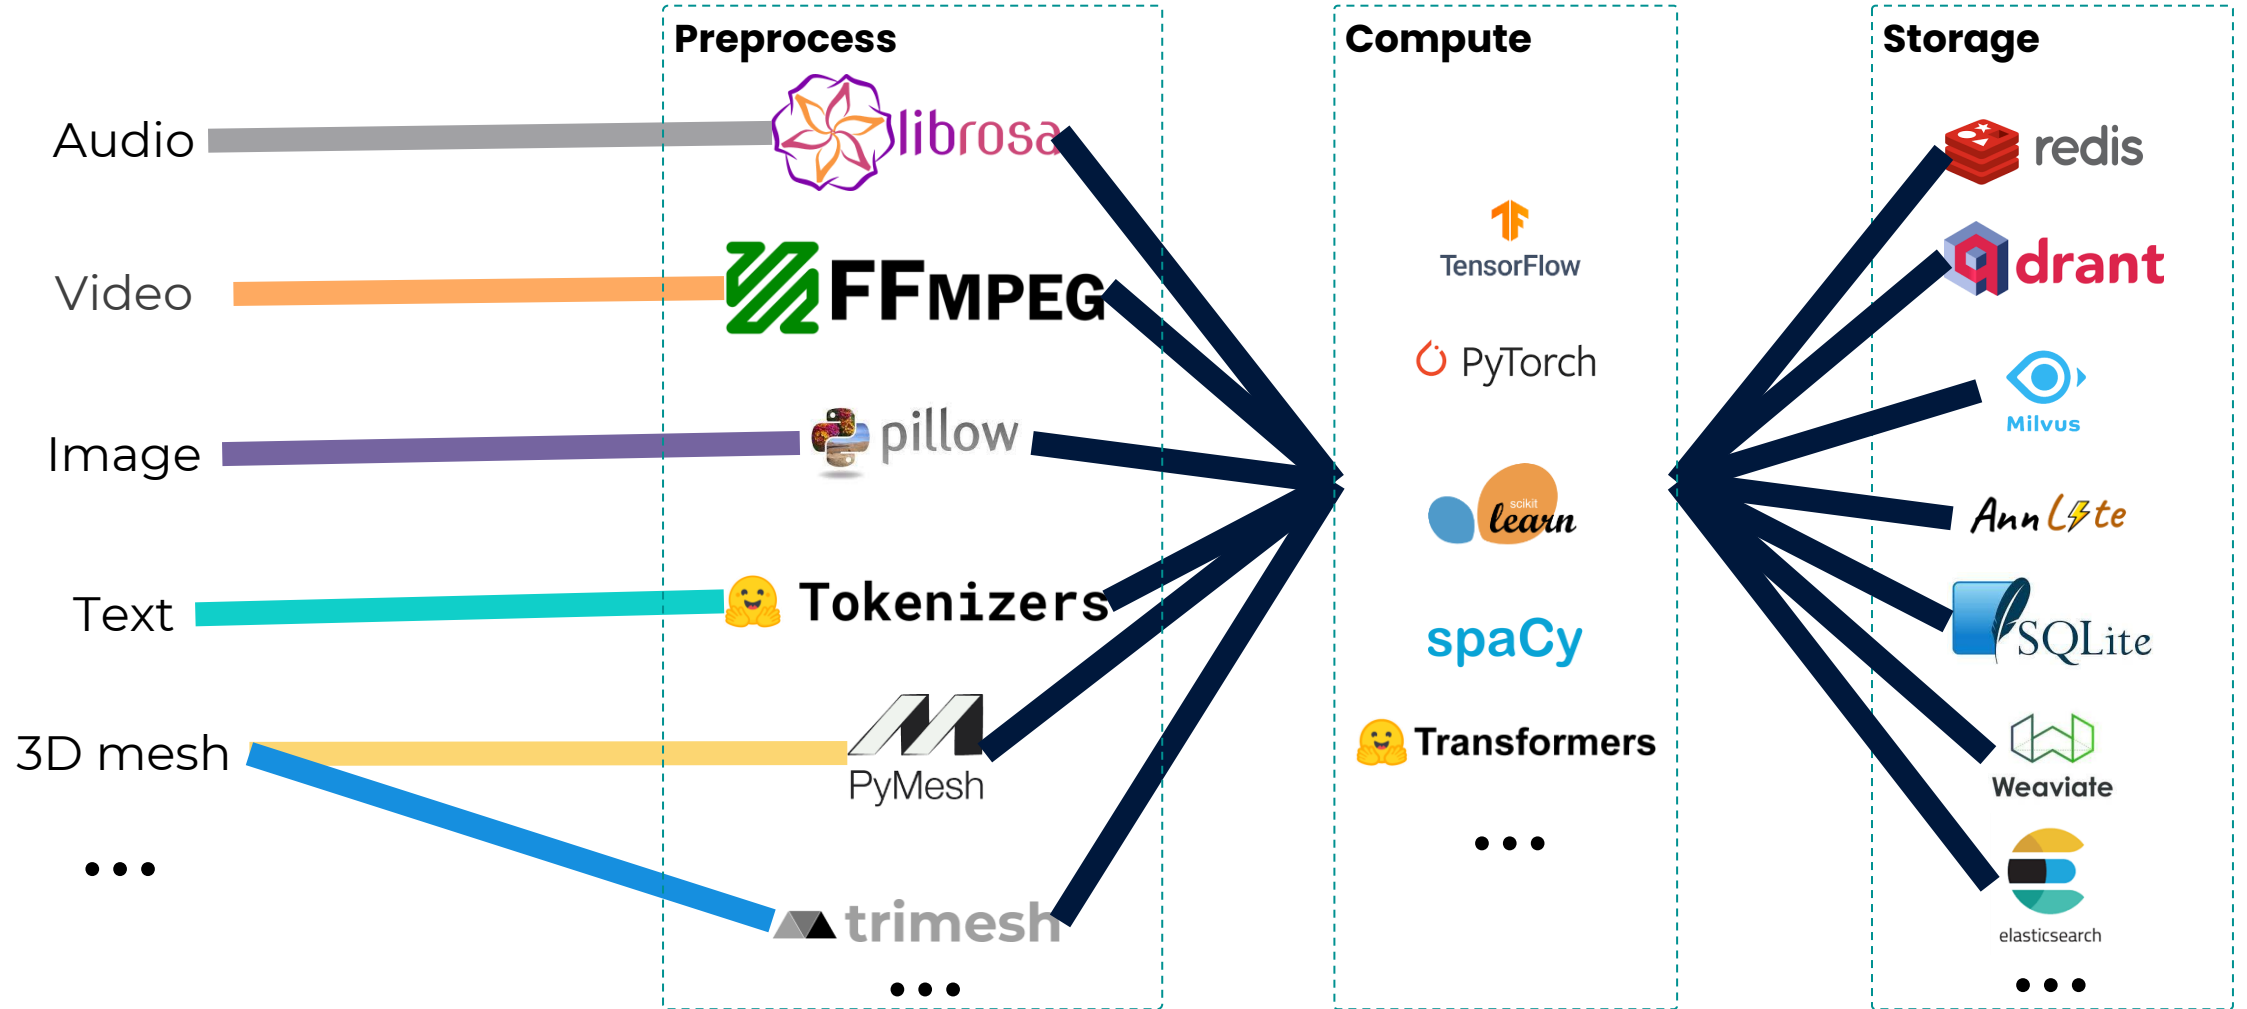 Preprocess
Compute
Storage
Audio
Video
Image
Text
3D mesh
...
librosa
FFMPEG
pillow
Tokenizers
PyMesh
trimesh
...
TensorFlow
PyTorch
scikit
learn
spaCy
Transformers
...
redis
qdrant
Milvus
AnnLite
SQLite
Weaviate
elasticsearch
...